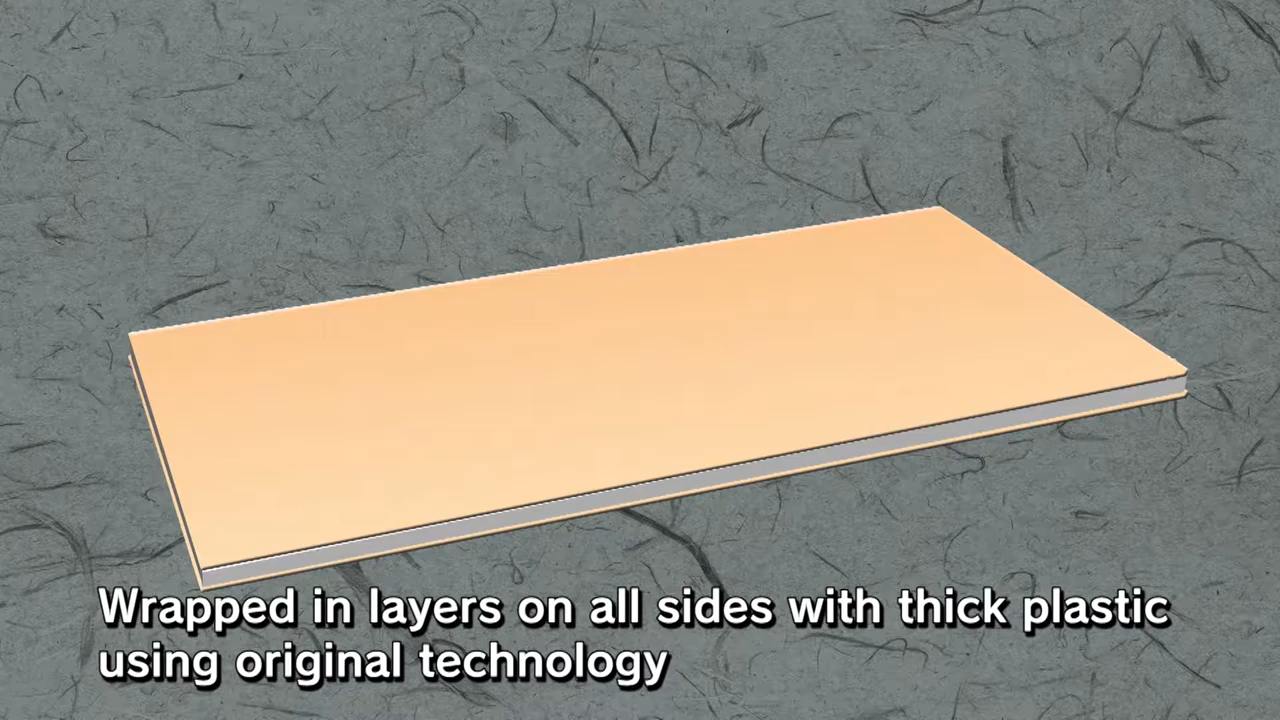 Wrapped in layers on all sides with thick plastic
using original technology